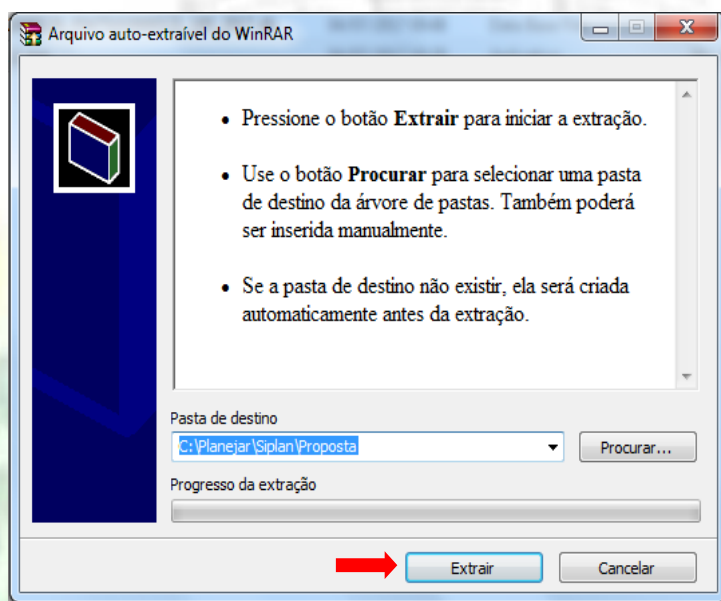 Arquivo auto-extraível do WinRAR
• Pressione o botão Extrair para iniciar a extração.
• Use o botão Procurar para selecionar uma pasta
de destino da árvore de pastas. Também poderá
ser inserida manualmente.
• Se a pasta de destino não existir, ela será criada
automaticamente antes da extração.
Pasta de destino
C:\Planejar\Siplan\Proposta
Procurar...
Progresso da extração
Extrair
Cancelar